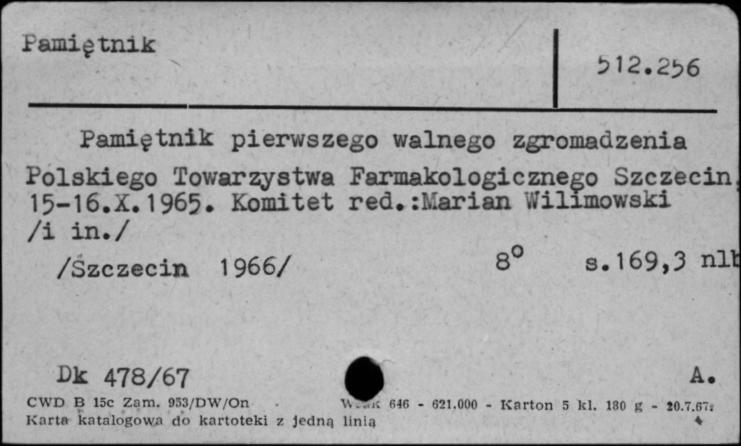 Pamiętnik
512.256
Pamiętnik pierwszego walnego zgromadzenia
Polskiego Towarzystwa Farmakologicznego Szczecin,
15-16.X.1965. Komitet red.:Marian Wilimowski
/i in./
/Szczecin 1966/ 8° s.169,3 nlb
Dk 478/67 A.
CWD B 15c Zam. 953/DW/On 646 - 621.000 - Karton 5 kl. 180 g - 20.7.67r
Karta katalogowa do kartoteki z jedną linią